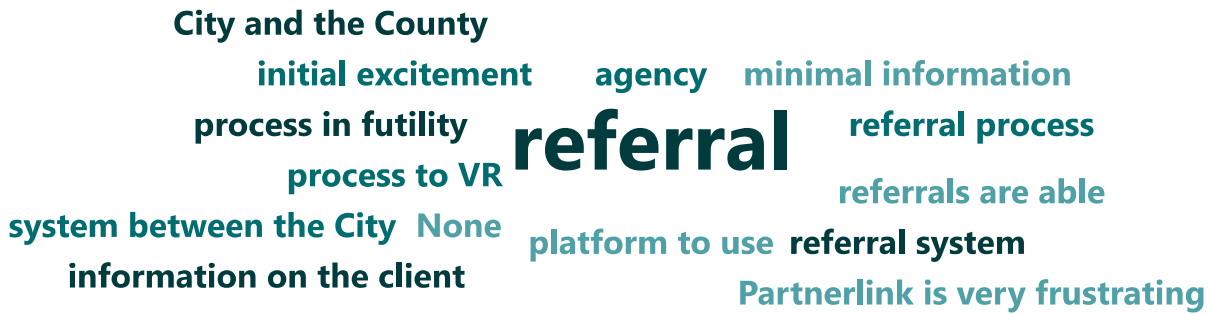 City and the County
initial excitement agency minimal information
process in futility referral referral process
process to VR
referrals are able
system between the City None
platform to use referral system
information on the client
Partnerlink is very frustrating